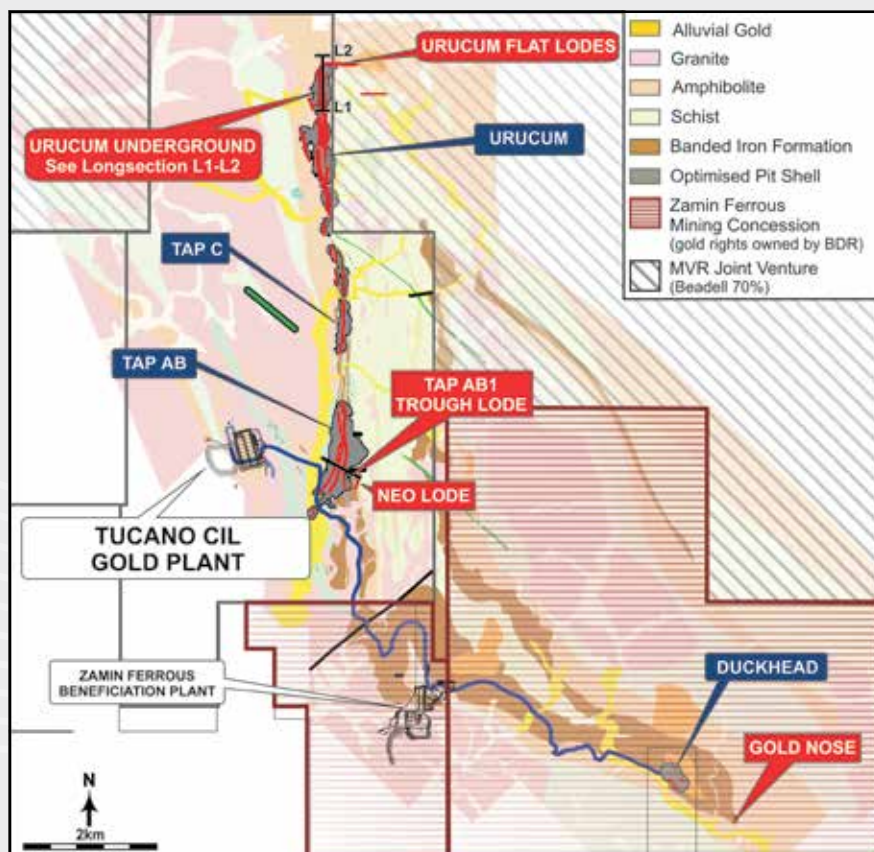 L2
URUCUM FLAT LODES
L1
URUCUM UNDERGROUND
See Longsection L1-L2
URUCUM
TAP C
TAP AB
TAP AB1
TROUGH LODE
NEO LODE
TUCANO CIL
GOLD PLANT
ZAMIN FERROUS
BENEFICIATION PLANT
DUCKHEAD
GOLD NOSE
N
2km
Alluvial Gold
Granite
Amphibolite
Schist
Banded Iron Formation
Optimised Pit Shell
Zamin Ferrous
Mining Concession
(gold rights owned by BDR)
MVR Joint Venture
(Beadell 70%)